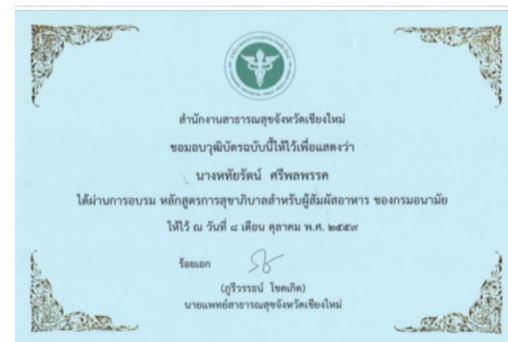 สำนักงานสาธารณสุขจังหวัดเชียงใหม่
ขอมอบวุฒิบัตรฉบับนี้ให้ไว้เพื่อแสดงว่า
นางหทัยรัตน์ ศรีพลพรรค
ได้ผ่านการอบรม หลักสูตรการสุขาภิบาลสำหรับผู้สัมผัสอาหาร ของกรมอนามัย
ให้ไว้ ณ วันที่ ๘ เดือน ตุลาคม พ.ศ. ๒๕๕๙
ร้อยเอก
(ภูรีวรรธน์ โชคเกิด)
นายแพทย์สาธารณสุขจังหวัดเชียงใหม่